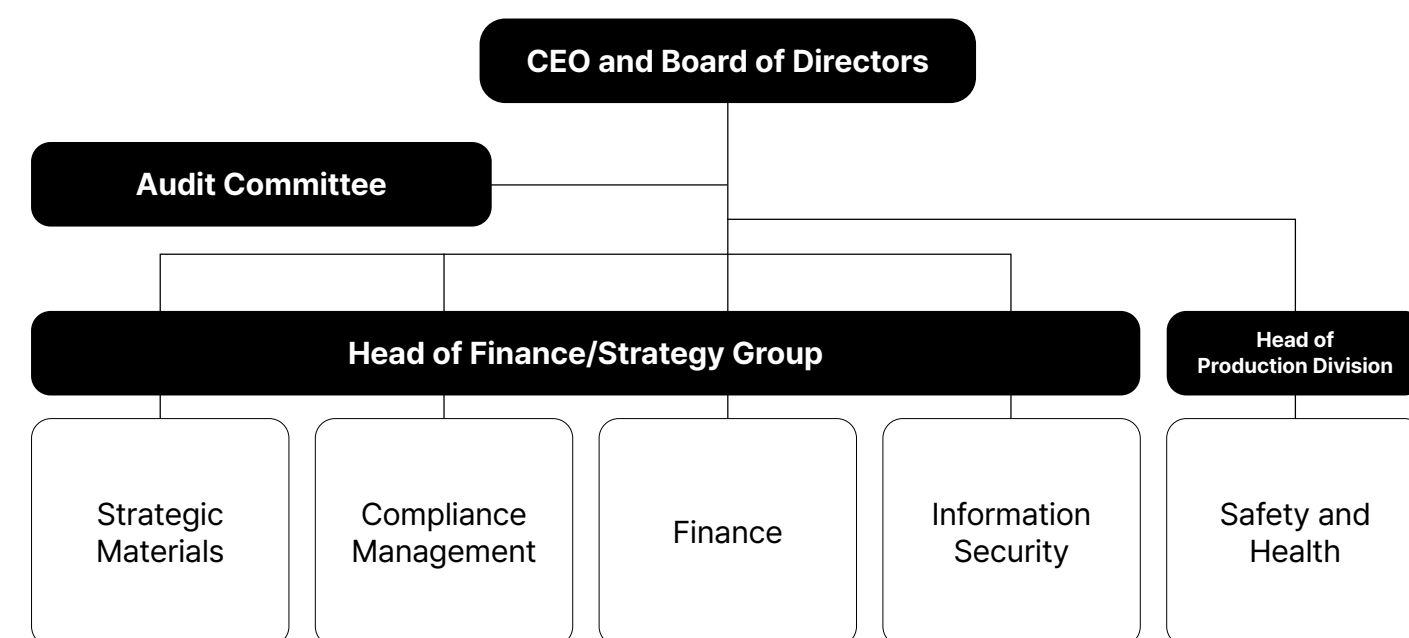 CEO and Board of Directors
Audit Committee
Head of Finance/Strategy Group
Head of
Production Division
Strategic
Materials
Compliance
Management
Finance
Information
Security
Safety and
Health